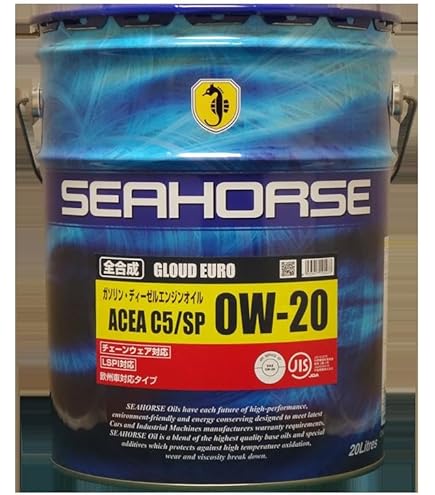 SEAHORSE
全合成 GLOUD EURO
ガソリン・ディーゼルエンジンオイル
ACEA C5/SP 0W-20
チェーンウェア対応
LSPI対応
欧州車対応タイプ
JIS
SEAHORSE Oils have each future of high-performance,
environment-friendly and energy conserving designed to meet latest
Cars and Industrial Machines manufacturers warranty requirements,
SEAHORSE Oil is a blend of the highest quality base oils and special
additives which protects against high temperature oxidation,
wear and viscosity break down.
20Litres